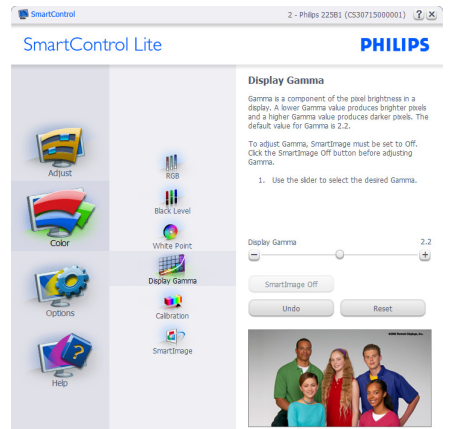 SmartControl
2 - Philips 225B1 (CS30715000001)
?
SmartControl Lite
PHILIPS
Adjust
Color
Options
Help
RGB
Black Level
White Point
Display Gamma
Calibration
SmartImage
Display Gamma
Gamma is a component of the pixel brightness in a
display. A lower Gamma value produces brighter pixels
and a higher Gamma value produces darker pixels. The
default value for Gamma is 2.2.
To adjust Gamma, SmartImage must be set to Off.
Click the SmartImage Off button before adjusting
Gamma.
1. Use the slider to select the desired Gamma.
Display Gamma 2.2
SmartImage Off
Undo Reset